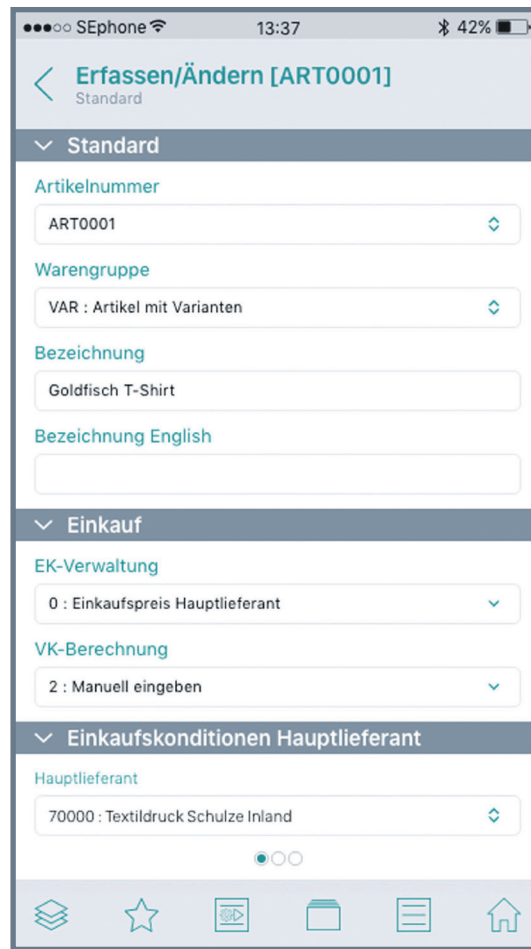 SEphone 13:37 42%
Erfassen/Ändern [ART0001]
Standard
Standard
Artikelnummer
ART0001
Warengruppe
VAR : Artikel mit Varianten
Bezeichnung
Goldfisch T-Shirt
Bezeichnung English
Einkauf
EK-Verwaltung
0 : Einkaufspreis Hauptlieferant
VK-Berechnung
2 : Manuell eingeben
Einkaufskonditionen Hauptlieferant
Hauptlieferant
70000 : Textildruck Schulze Inland